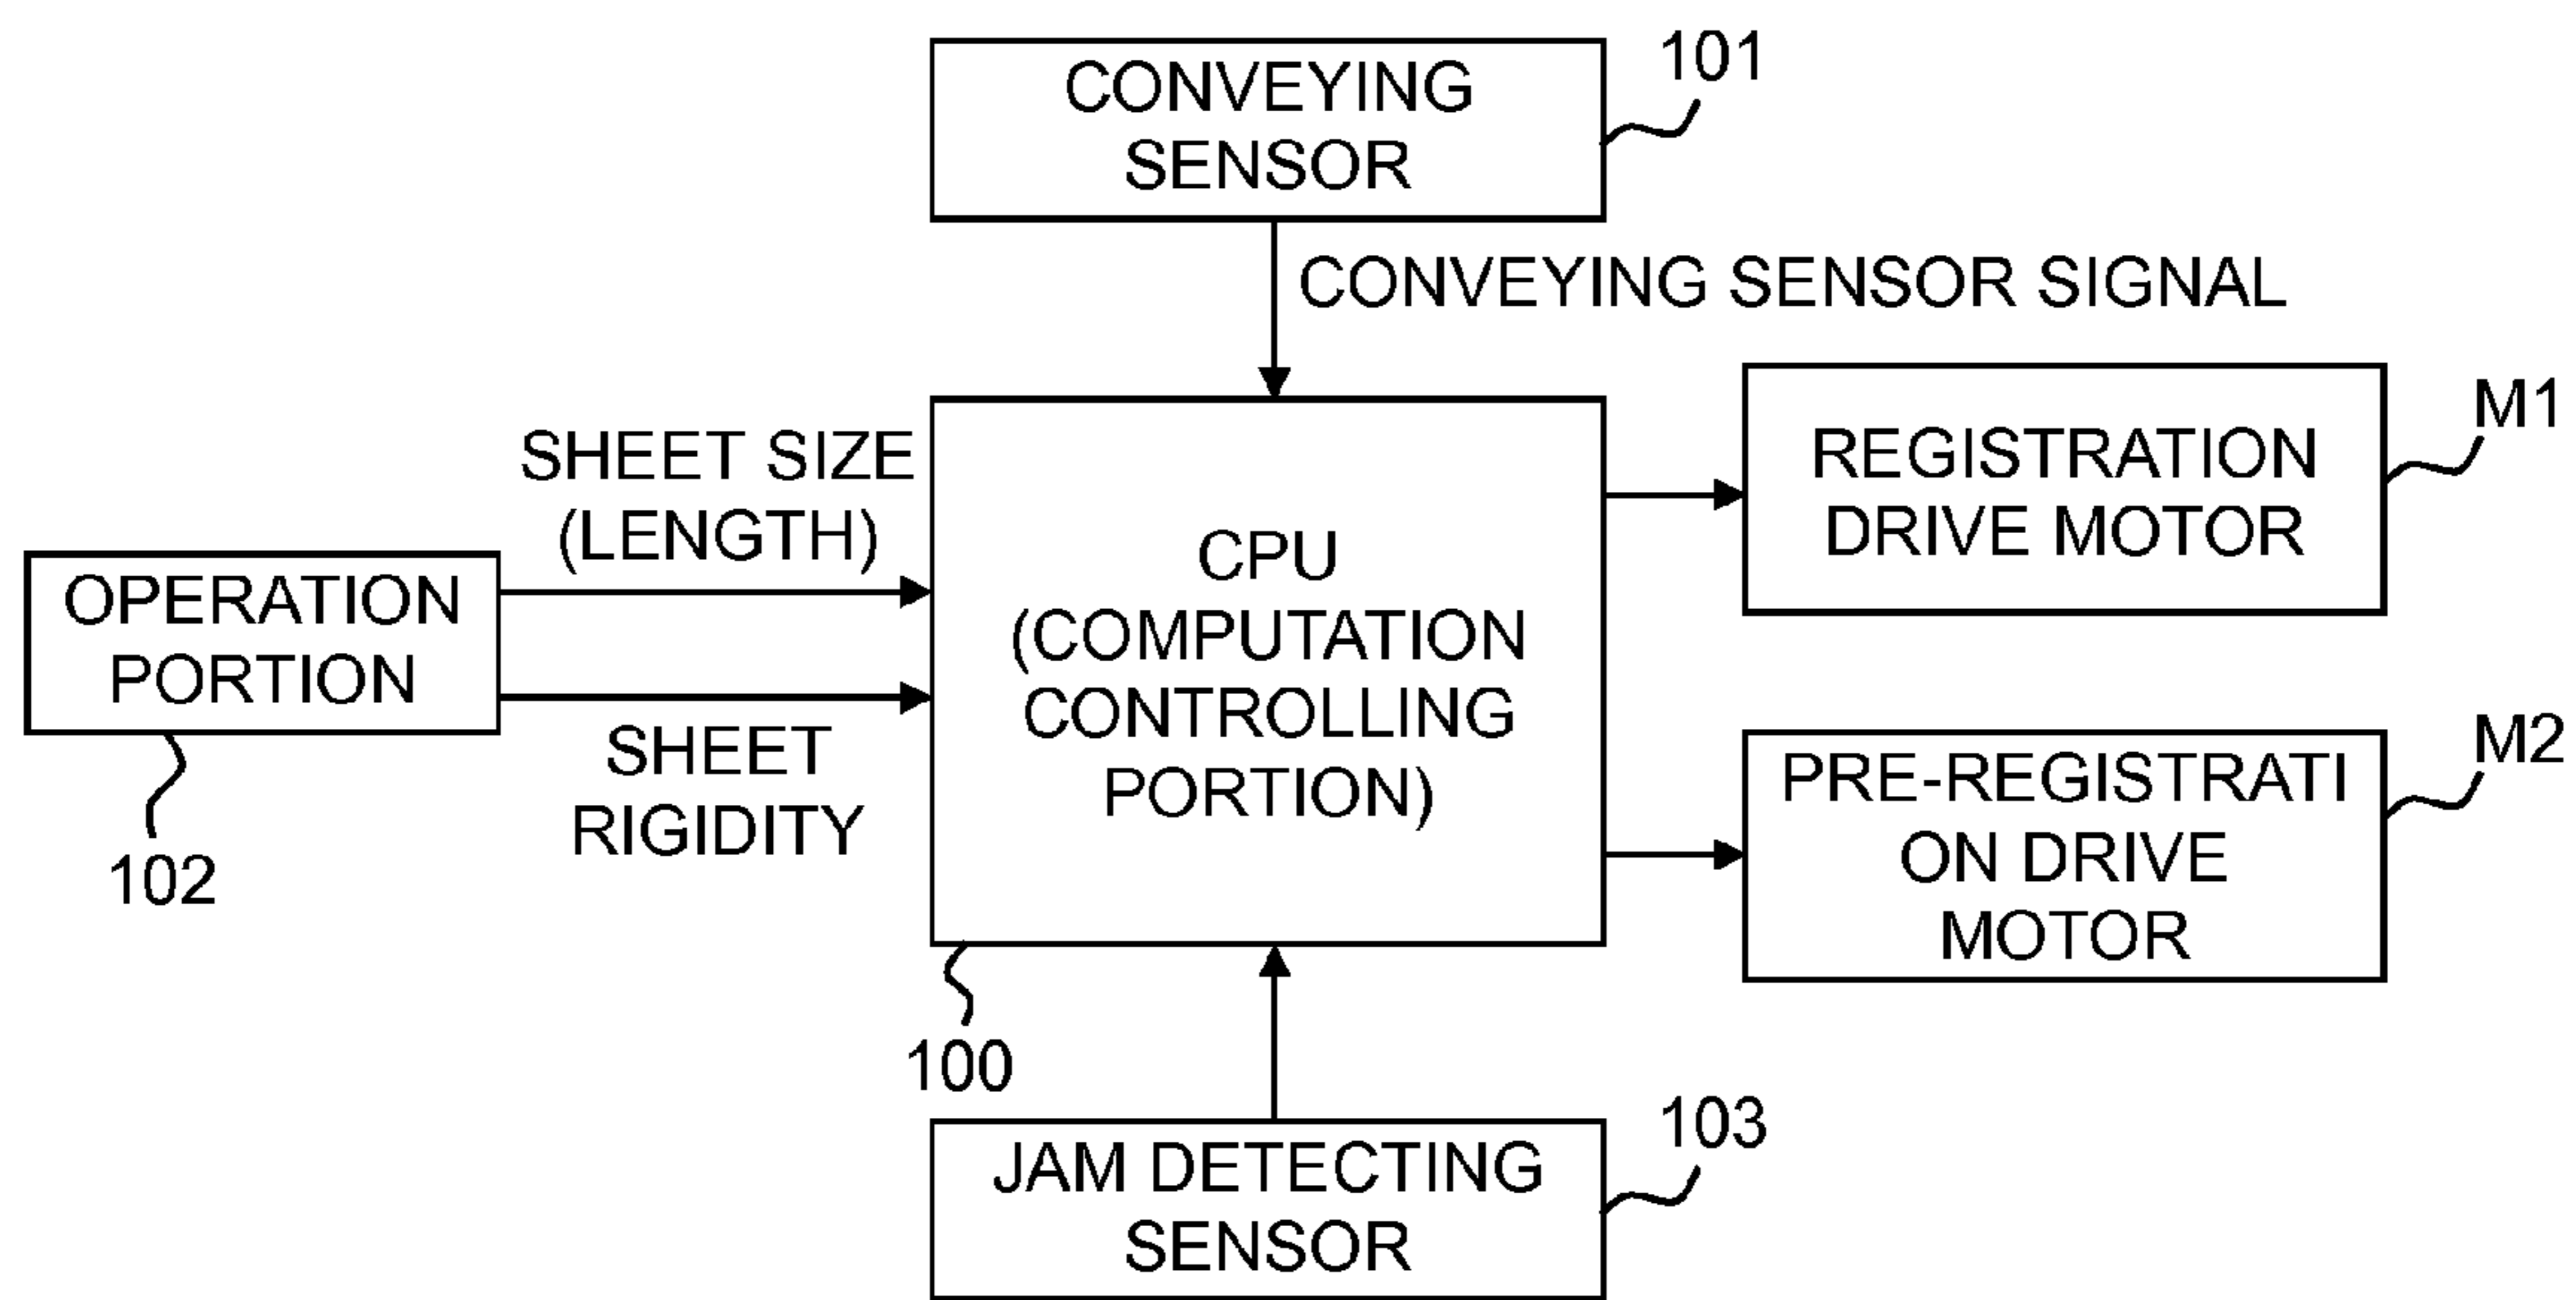 CONVEYING
SENSOR
101
CONVEYING SENSOR SIGNAL
SHEET SIZE
(LENGTH)
OPERATION
PORTION
102
SHEET
RIGIDITY
CPU
(COMPUTATION
CONTROLLING
PORTION)
100
REGISTRATION
DRIVE MOTOR
M1
PRE-REGISTRATI
ON DRIVE
MOTOR
M2
JAM DETECTING
SENSOR
103